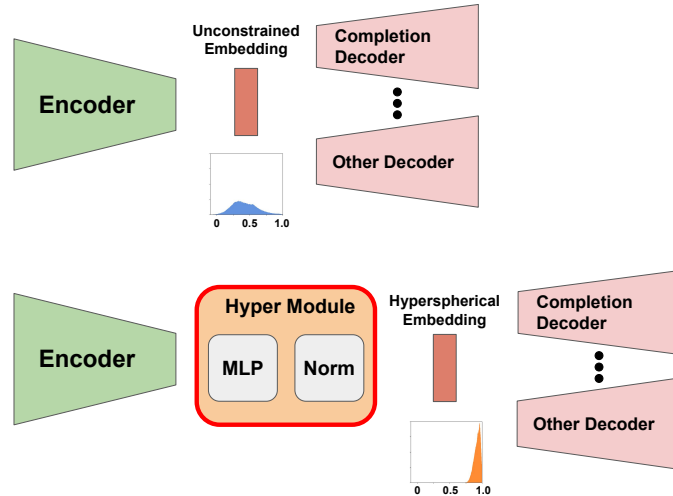 Unconstrained
Embedding
Completion
Decoder
Encoder
Other Decoder
0 0.5 1.0
Hyper Module
Hyperspherical
Embedding
Completion
Decoder
Encoder
MLP Norm
Other Decoder
0 0.5 1.0